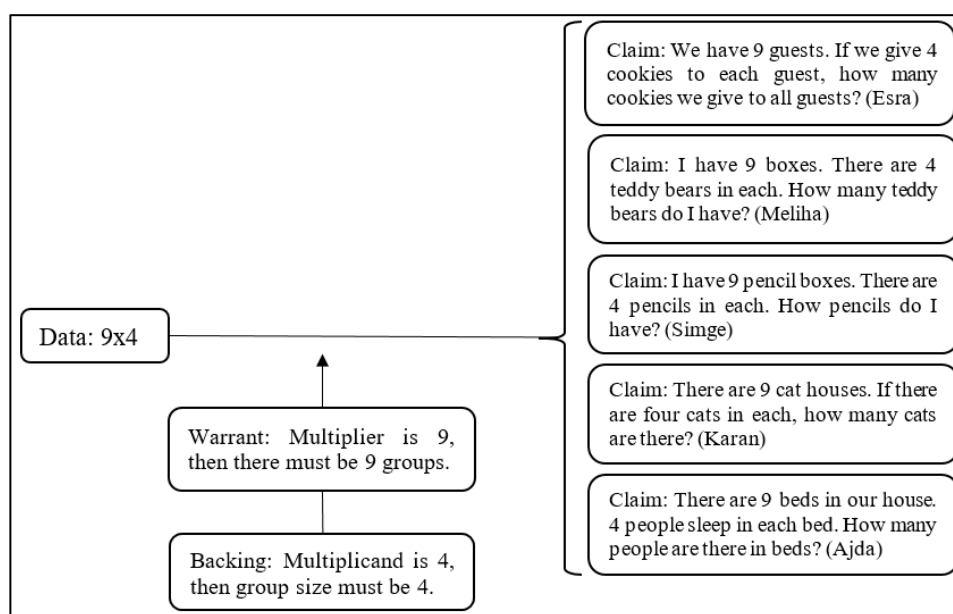 Claim: We have 9 guests. If we give 4
cookies to each guest, how many
cookies we give to all guests? (Esra)
Claim: I have 9 boxes. There are 4
teddy bears in each. How many teddy
bears do I have? (Meliha)
Claim: I have 9 pencil boxes. There are
4 pencils in each. How pencils do I
have? (Simge)
Data: 9x4
Claim: There are 9 cat houses. If there
are four cats in each, how many cats
are there? (Karan)
Warrant: Multiplier is 9,
then there must be 9 groups.
Claim: There are 9 beds in our house.
4 people sleep in each bed. How many
people are there in beds? (Ajda)
Backing: Multiplicand is 4,
then group size must be 4.